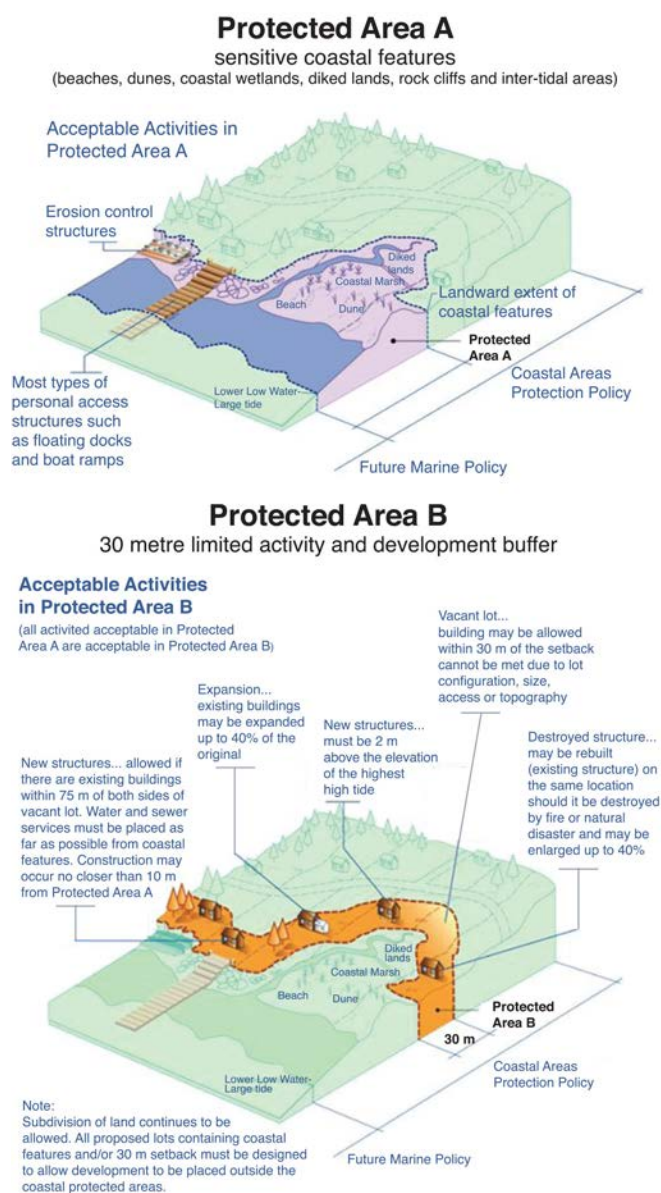 Protected Area A
sensitive coastal features
(beaches, dunes, coastal wetlands, diked lands, rock cliffs and inter-tidal areas)
Acceptable Activities in
Protected Area A
Erosion control
structures
Diked
lands
Coastal Marsh
Beach
Dune
Landward extent of
coastal features
Protected
Area A
Coastal Areas
Protection Policy
Most types of
personal access
structures such
as floating docks
and boat ramps
Lower Low Water-
Large tide
Future Marine Policy
Protected Area B
30 metre limited activity and development buffer
Acceptable Activities
in Protected Area B
(all activited acceptable in Protected
Area A are acceptable in Protected Area B)
Vacant lot...
building may be allowed
within 30 m of the setback
cannot be met due to lot
configuration, size,
access or topography
Expansion...
existing buildings
may be expanded
up to 40% of the
original
New structures...
must be 2 m
above the elevation
of the highest
high tide
Destroyed structure...
may be rebuilt
(existing structure) on
the same location
should it be destroyed
by fire or natural
disaster and may be
enlarged up to 40%
New structures... allowed if
there are existing buildings
within 75 m of both sides of
vacant lot. Water and sewer
services must be placed as
far as possible from coastal
features. Construction may
occur no closer than 10 m
from Protected Area A
Diked
lands
Coastal Marsh
Beach
Dune
Protected
Area B
30 m
Coastal Areas
Protection Policy
Lower Low Water-
Large tide
Future Marine Policy
Note:
Subdivision of land continues to be
allowed. All proposed lots containing coastal
features and/or 30 m setback must be designed
to allow development to be placed outside the
coastal protected areas.